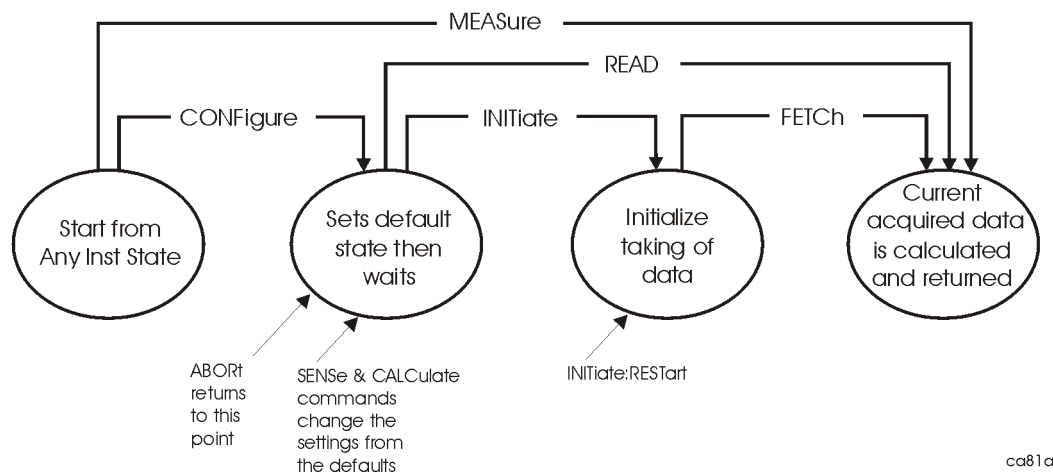 MEASure
READ
CONFigure
INITiate
FETCh
Start from
Any Inst State
Sets default
state then
waits
Initialize
taking of
data
Current
acquired data
is calculated
and returned
ABORt
returns
to this
point
SENSe & CALCulate
commands
change the
settings from
the defaults
INITiate:RESTart
ca81a